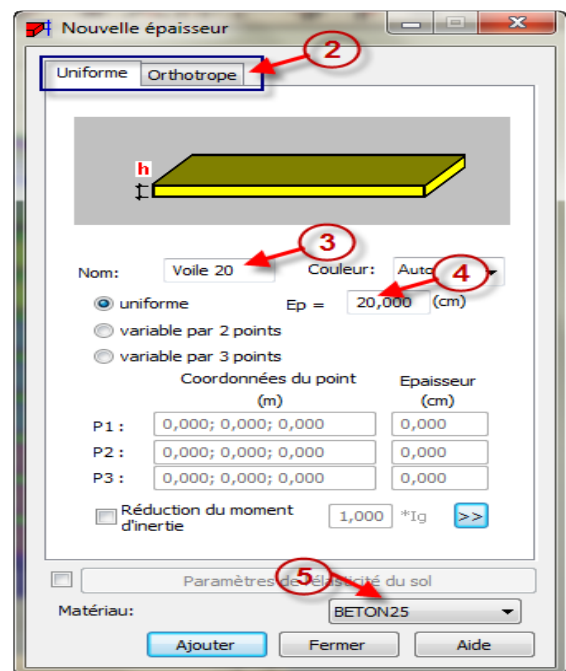 Nouvelle épaisseur
2
Uniforme Orthotrope
h
3
Nom: Voile 20 Couleur: Auto
4
uniforme Ep = 20,000 (cm)
variable par 2 points
variable par 3 points
Coordonnées du point Epaisseur
(m) (cm)
P1 : 0,000; 0,000; 0,000 0,000
P2 : 0,000; 0,000; 0,000 0,000
P3 : 0,000; 0,000; 0,000 0,000
Réduction du moment
d'inertie 1,000 *Ig >>
5
Paramètres de l'élasticité du sol
Matériau: BETON25
Ajouter Fermer Aide